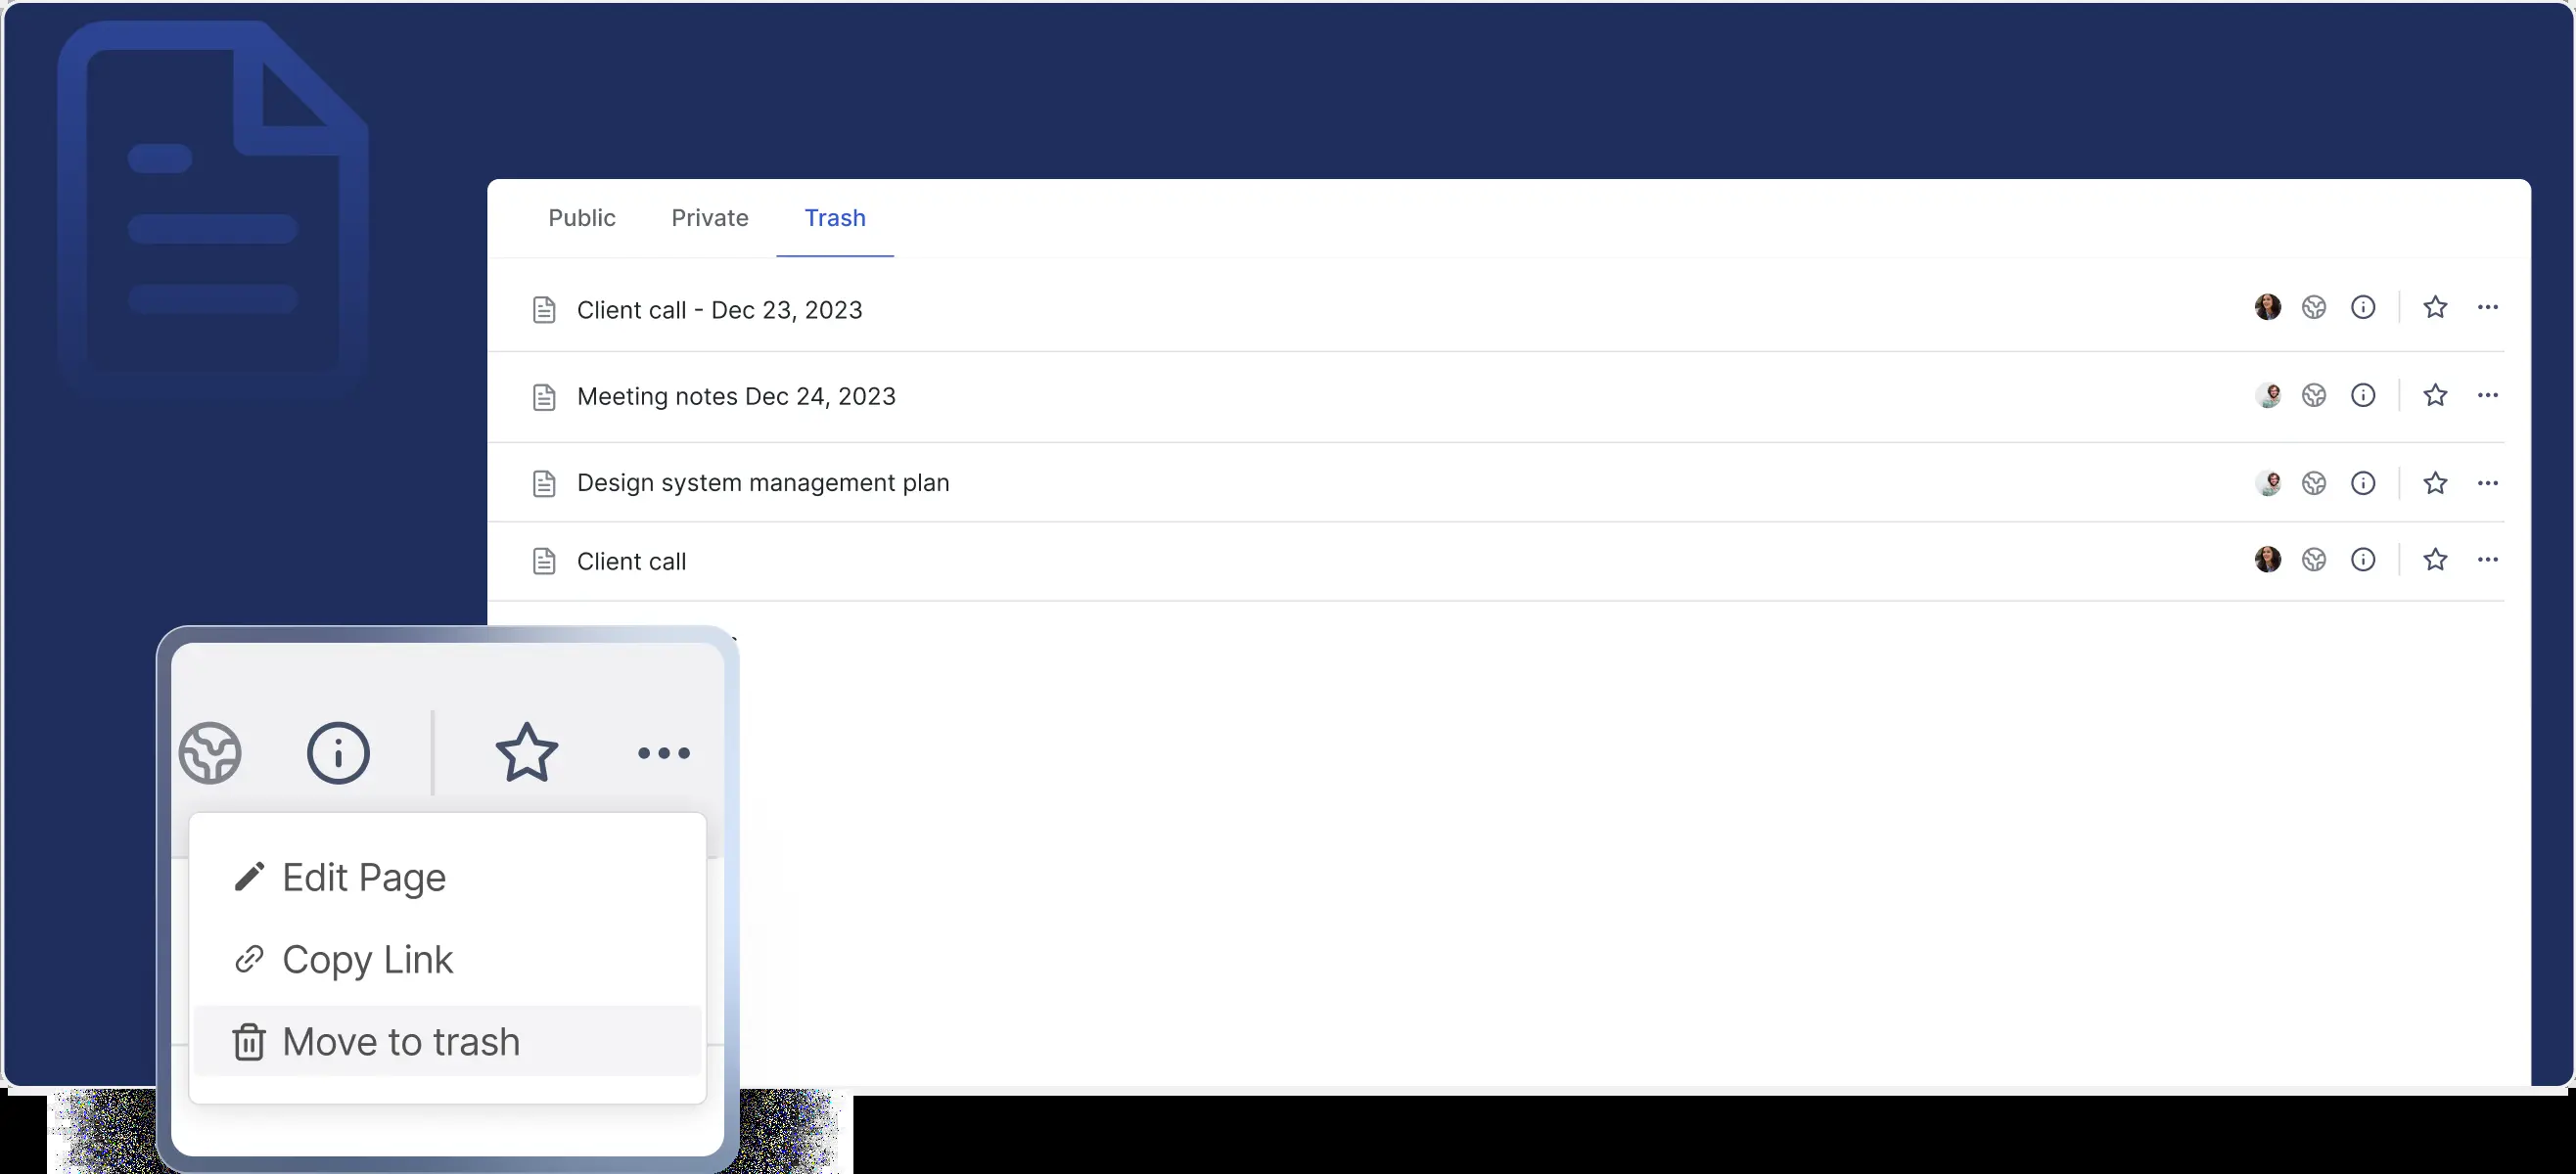 Public Private Trash
Client call - Dec 23, 2023
Meeting notes Dec 24, 2023
Design system management plan
Client call
Edit Page
Copy Link
Move to trash